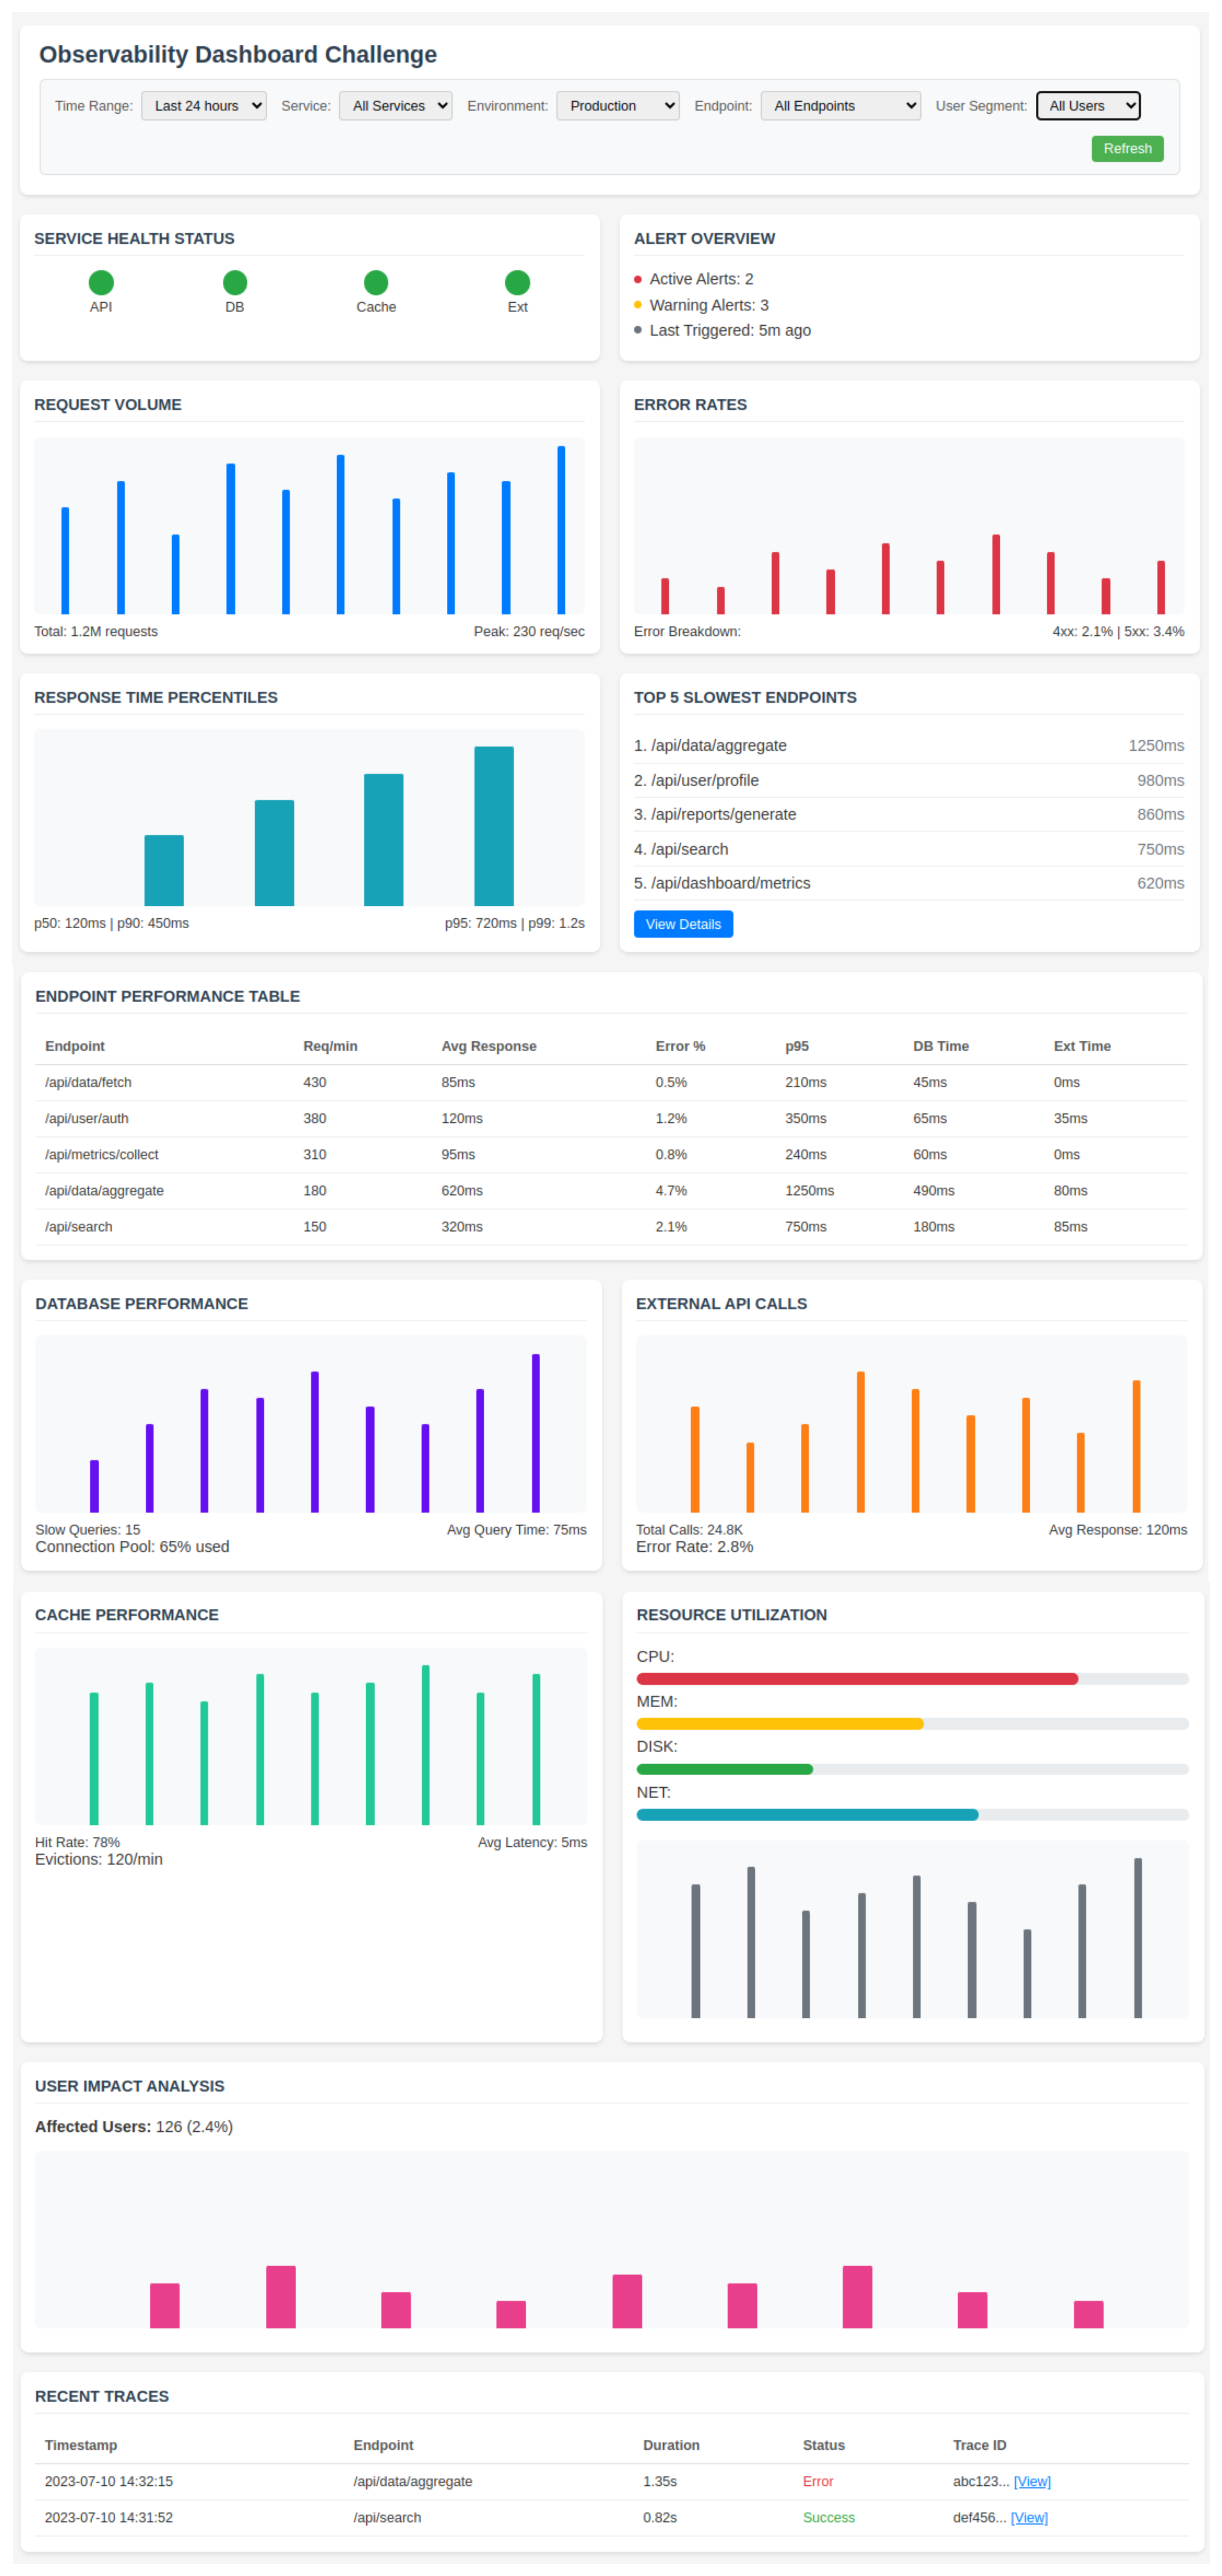 Observability Dashboard Challenge
Time Range: Last 24 hours Service: All Services Environment: Production Endpoint: All Endpoints User Segment: All Users
Refresh
SERVICE HEALTH STATUS
API DB Cache Ext
ALERT OVERVIEW
Active Alerts: 2
Warning Alerts: 3
Last Triggered: 5m ago
REQUEST VOLUME
Total: 1.2M requests Peak: 230 req/sec
ERROR RATES
Error Breakdown: 4xx: 2.1% | 5xx: 3.4%
RESPONSE TIME PERCENTILES
p50: 120ms | p90: 450ms p95: 720ms | p99: 1.2s
TOP 5 SLOWEST ENDPOINTS
1. /api/data/aggregate 1250ms
2. /api/user/profile 980ms
3. /api/reports/generate 860ms
4. /api/search 750ms
5. /api/dashboard/metrics 620ms
View Details
ENDPOINT PERFORMANCE TABLE
Endpoint Req/min Avg Response Error % p95 DB Time Ext Time
/api/data/fetch 430 85ms 0.5% 210ms 45ms 0ms
/api/user/auth 380 120ms 1.2% 350ms 65ms 35ms
/api/metrics/collect 310 95ms 0.8% 240ms 60ms 0ms
/api/data/aggregate 180 620ms 4.7% 1250ms 490ms 80ms
/api/search 150 320ms 2.1% 750ms 180ms 85ms
DATABASE PERFORMANCE
Slow Queries: 15 Avg Query Time: 75ms
Connection Pool: 65% used
EXTERNAL API CALLS
Total Calls: 24.8K Avg Response: 120ms
Error Rate: 2.8%
CACHE PERFORMANCE
Hit Rate: 78% Avg Latency: 5ms
Evictions: 120/min
RESOURCE UTILIZATION
CPU:
MEM:
DISK:
NET:
USER IMPACT ANALYSIS
Affected Users: 126 (2.4%)
RECENT TRACES
Timestamp Endpoint Duration Status Trace ID
2023-07-10 14:32:15 /api/data/aggregate 1.35s Error abc123... [View]
2023-07-10 14:31:52 /api/search 0.82s Success def456... [View]